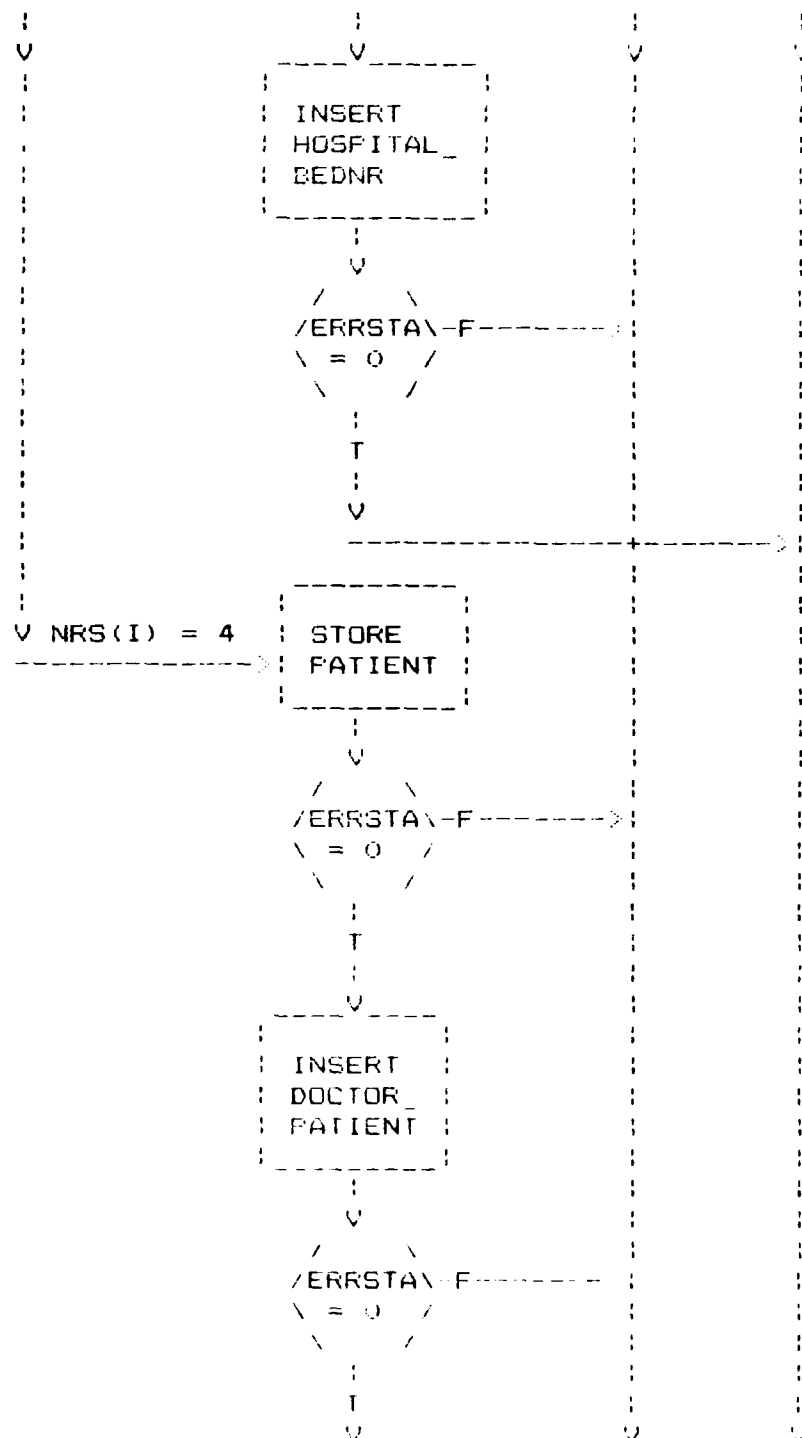 V V V V
INSERT
HOSPITAL_
BEDNR
V
ERRSTA F
= 0
T
V
V NRS(I) = 4
STORE
PATIENT
V
ERRSTA F
= 0
T
V
INSERT
DOCTOR_
PATIENT
V
ERRSTA F
= 0
T
V V V